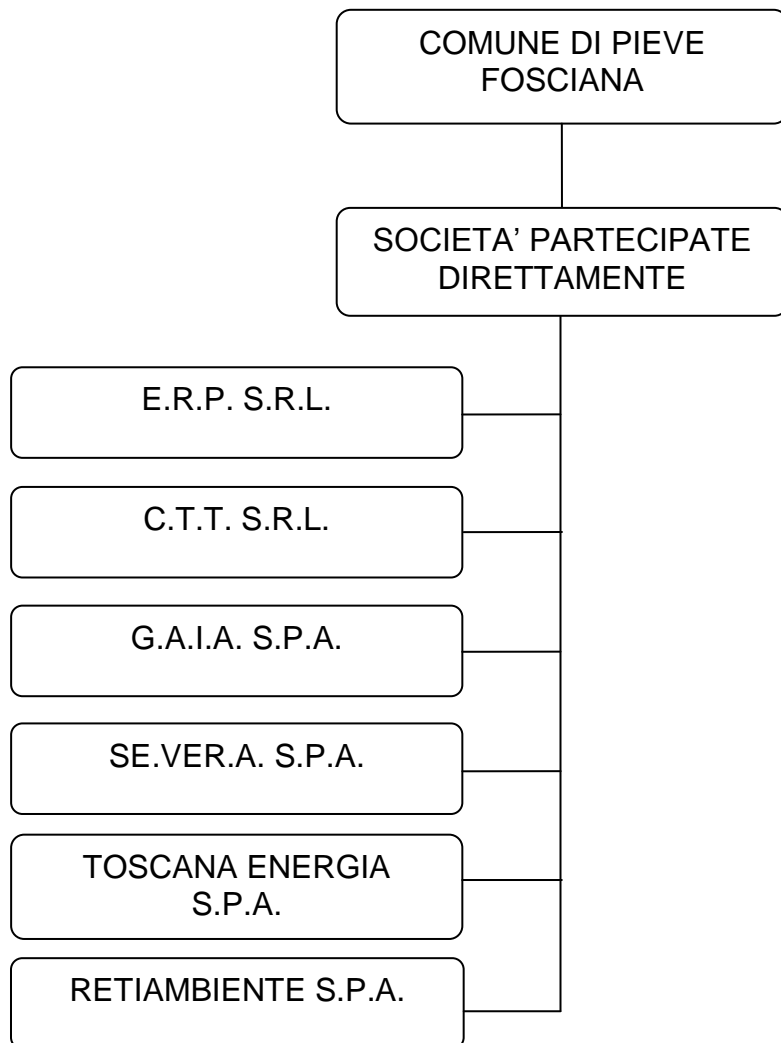 COMUNE DI PIEVE
FOSCIANA
SOCIETA’ PARTECIPATE
DIRETTAMENTE
E.R.P. S.R.L.
C.T.T. S.R.L.
G.A.I.A. S.P.A.
SE.VER.A. S.P.A.
TOSCANA ENERGIA
S.P.A.
RETIAMBIENTE S.P.A.